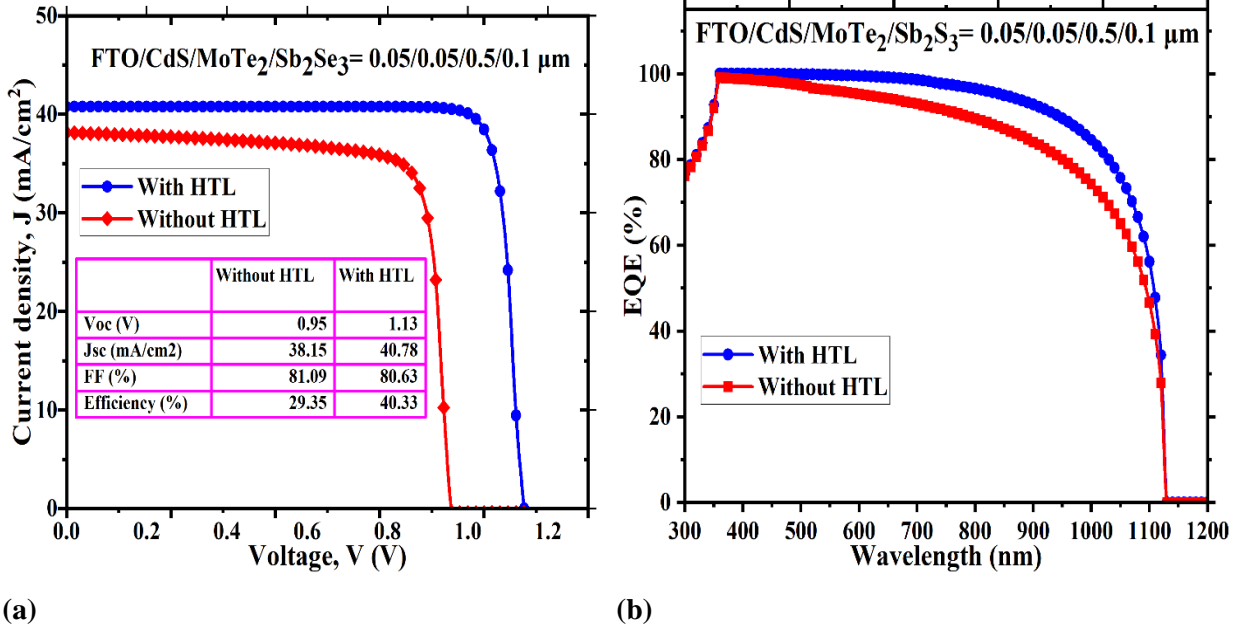 FTO/CdS/MoTe2/Sb2Se3= 0.05/0.05/0.5/0.1 μm
50
40
30
20
10
0
Current density, J (mA/cm2)
With HTL
Without HTL
Without HTL With HTL
Voc (V) 0.95 1.13
Jsc (mA/cm2) 38.15 40.78
FF (%) 81.09 80.63
Efficiency (%) 29.35 40.33
0.0 0.2 0.4 0.6 0.8 1.0 1.2
Voltage, V (V)
(a)
FTO/CdS/MoTe2/Sb2S3= 0.05/0.05/0.5/0.1 μm
100
80
60
40
20
0
EQE (%)
With HTL
Without HTL
300 400 500 600 700 800 900 1000 1100 1200
Wavelength (nm)
(b)